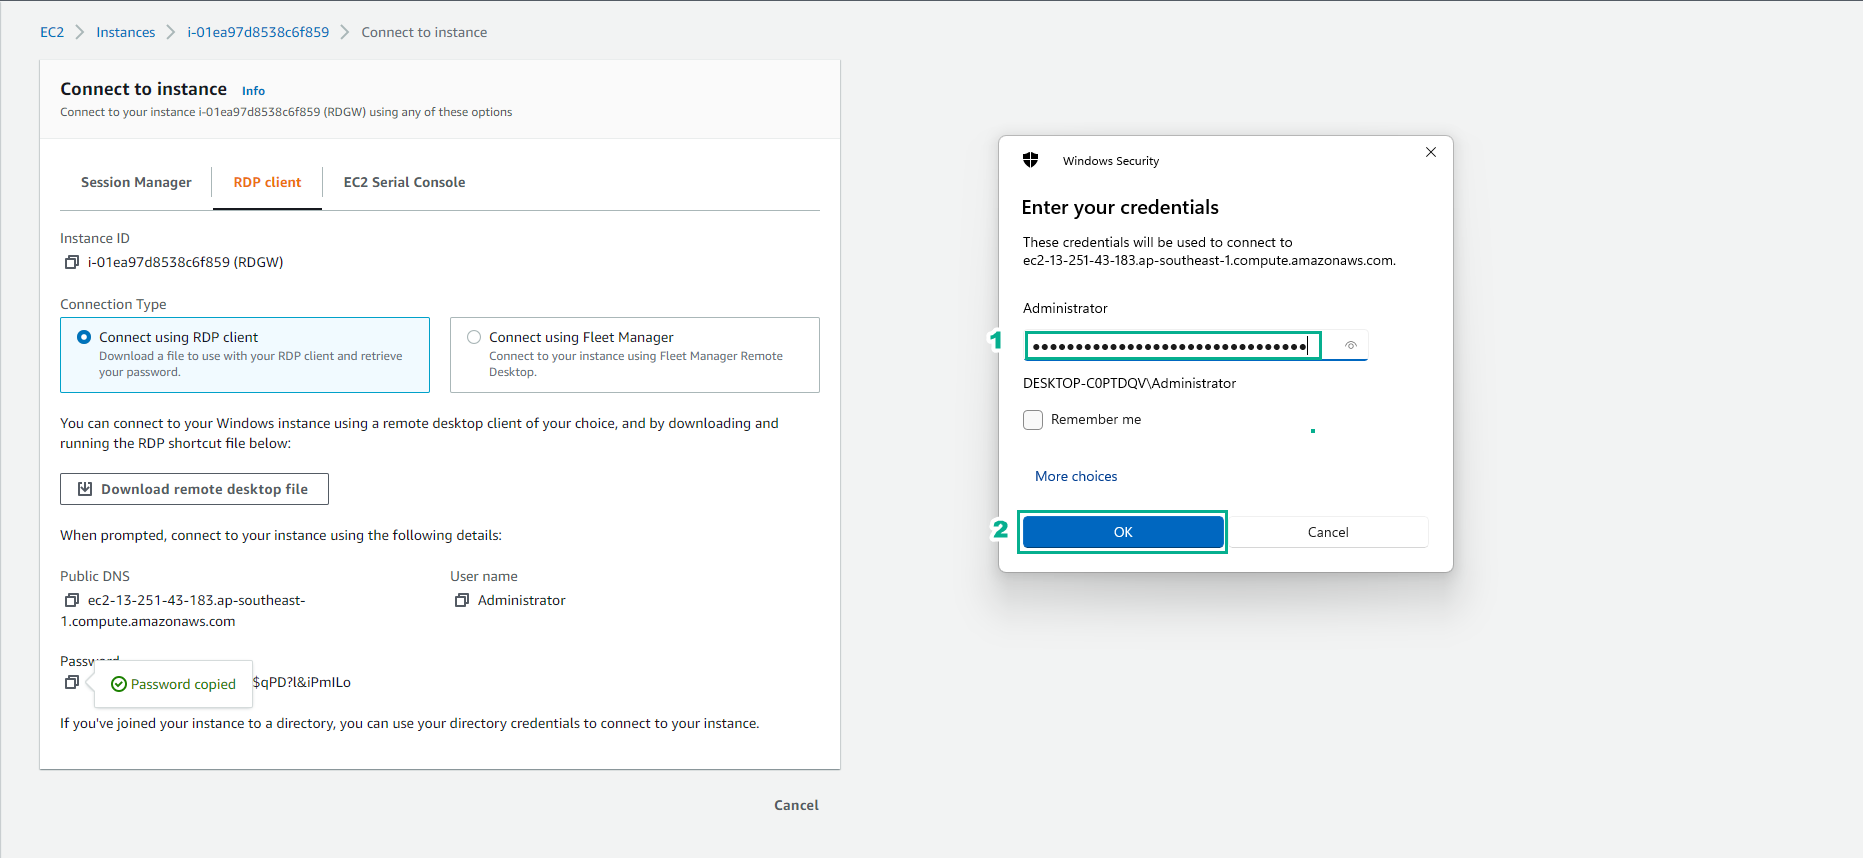 EC2 Instances i-01ea97d8538c6f859 Connect to instance
Connect to instance Info
Connect to your instance i-01ea97d8538c6f859 (RDGW) using any of these options
Session Manager RDP client EC2 Serial Console
Instance ID
i-01ea97d8538c6f859 (RDGW)
Connection Type
Connect using RDP client
Download a file to use with your RDP client and retrieve
your password.
Connect using Fleet Manager
Connect to your instance using Fleet Manager Remote
Desktop.
You can connect to your Windows instance using a remote desktop client of your choice, and by downloading and
running the RDP shortcut file below:
Download remote desktop file
When prompted, connect to your instance using the following details:
Public DNS
ec2-13-251-43-183.ap-southeast-
1.compute.amazonaws.com
User name
Administrator
Password
Password copied
$qPD?l&iPmILo
If you've joined your instance to a directory, you can use your directory credentials to connect to your instance.
Cancel
Windows Security
Enter your credentials
These credentials will be used to connect to
ec2-13-251-43-183.ap-southeast-1.compute.amazonaws.com.
Administrator
1
DESKTOP-C0PTDQV\Administrator
Remember me
More choices
2
OK Cancel